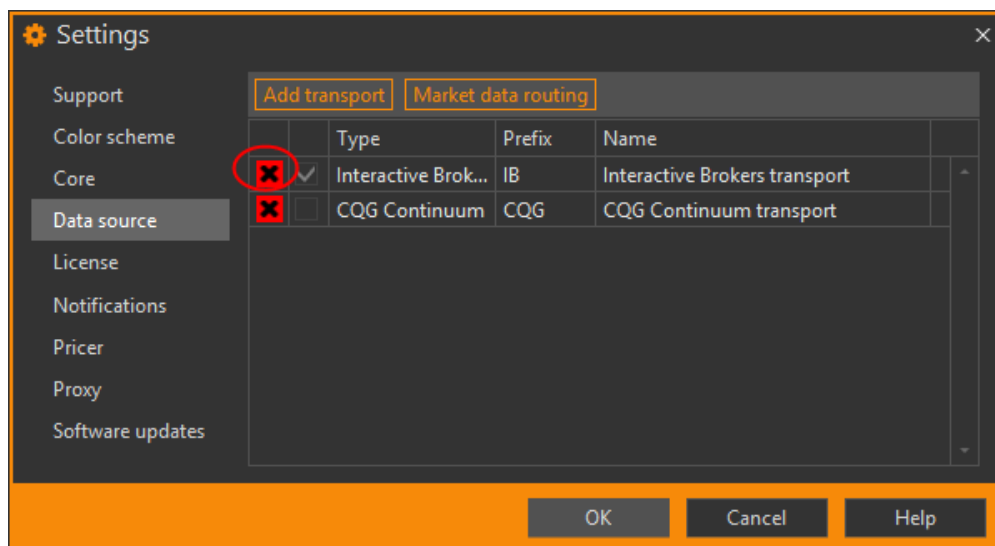 Settings
Support
Color scheme
Core
Data source
License
Notifications
Pricer
Proxy
Software updates
Add transport Market data routing
Type Prefix Name
Interactive Brok... IB Interactive Brokers transport
CQG Continuum CQG CQG Continuum transport
OK Cancel Help